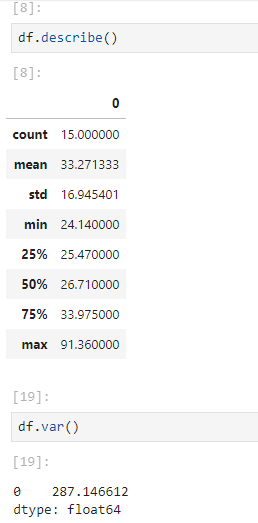 [8]:
df.describe()
[8]:
0
count 15.000000
mean 33.271333
std 16.945401
min 24.140000
25% 25.470000
50% 26.710000
75% 33.975000
max 91.360000
[19]:
df.var()
[19]:
0 287.146612
dtype: float64